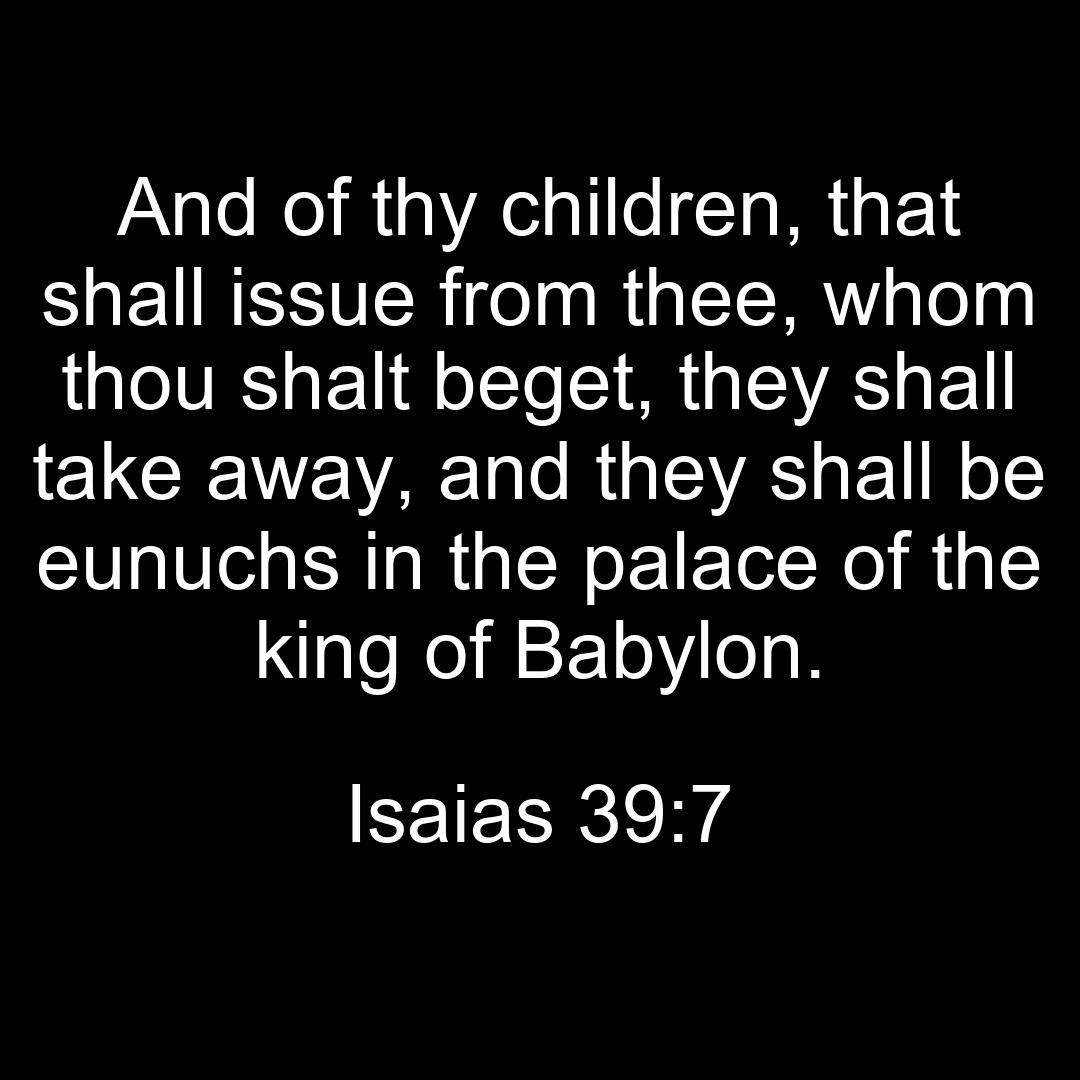 And of thy children, that
shall issue from thee, whom
thou shalt beget, they shall
take away, and they shall be
eunuchs in the palace of the
king of Babylon.
Isaias 39:7